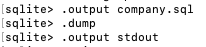 [sqlite> .output company.sql
[sqlite> .dump
[sqlite> .output stdout